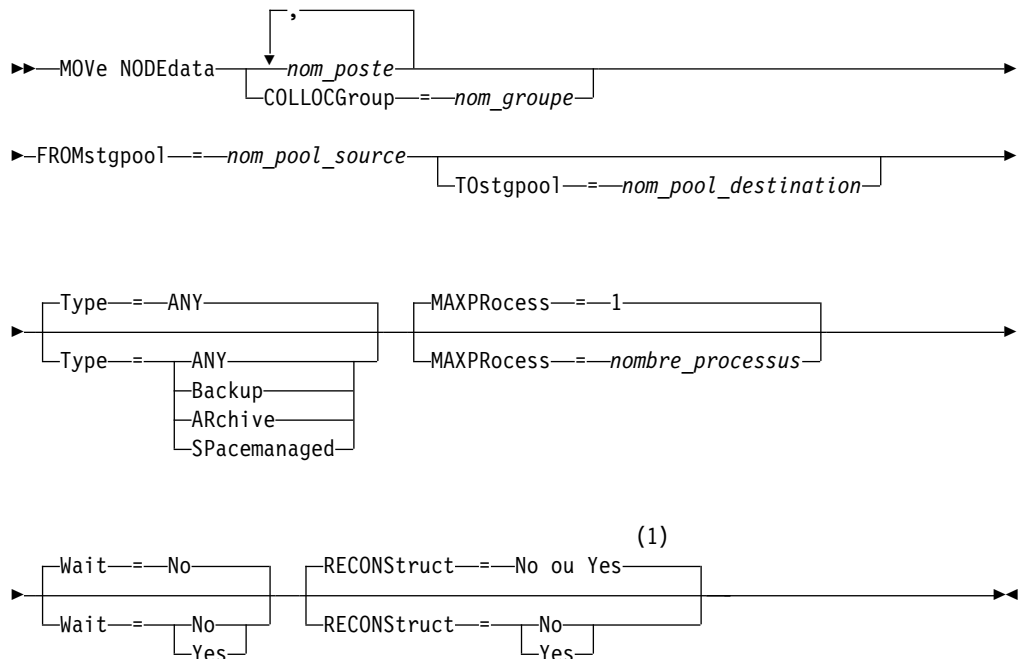 ,
MOVe NODEdata nom_poste
COLLOCGroup = nom_groupe
FROMstgpool = nom_pool_source
TOstgpool = nom_pool_destination
Type = ANY MAXPRocess = 1
Type = ANY MAXPRocess = nombre_processus
Backup
ARchive
SPacemanaged
(1)
Wait = No RECONStruct = No ou Yes
Wait = No RECONStruct = No
Yes Yes